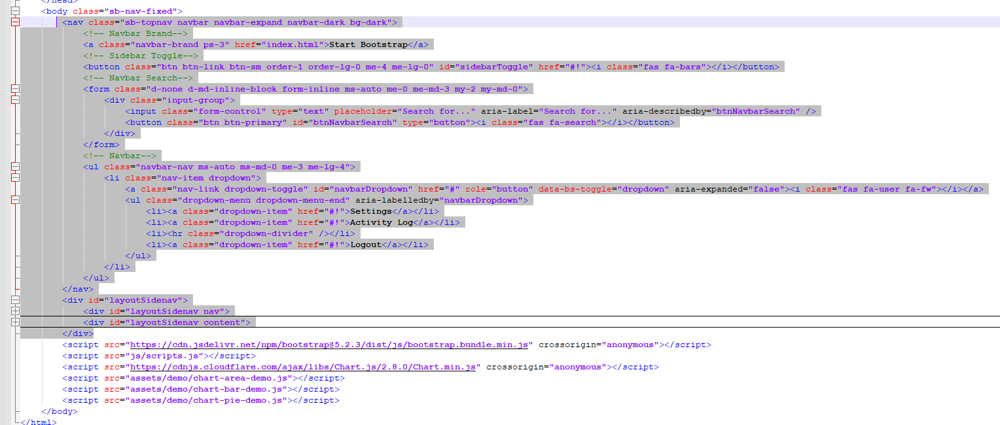 </head>
<body class="sb-nav-fixed">
<nav class="sb-topnav navbar navbar-expand navbar-dark bg-dark">
<!-- Navbar Brand-->
<a class="navbar-brand ps-3" href="index.html">Start Bootstrap</a>
<!-- Sidebar Toggle-->
<button class="btn btn-link btn-sm order-1 order-lg-0 me-4 me-lg-0" id="sidebarToggle" href="#!"><i class="fas fa-bars"></i></button>
<!-- Navbar Search-->
<form class="d-none d-md-inline-block form-inline ms-auto me-0 me-md-3 my-2 my-md-0">
<div class="input-group">
<input class="form-control" type="text" placeholder="Search for..." aria-label="Search for..." aria-describedby="btnNavbarSearch" />
<button class="btn btn-primary" id="btnNavbarSearch" type="button"><i class="fas fa-search"></i></button>
</div>
</form>
<!-- Navbar-->
<ul class="navbar-nav ms-auto ms-md-0 me-3 me-lg-4">
<li class="nav-item dropdown">
<a class="nav-link dropdown-toggle" id="navbarDropdown" href="#" role="button" data-bs-toggle="dropdown" aria-expanded="false"><i class="fas fa-user fa-fw"></i></a>
<ul class="dropdown-menu dropdown-menu-end" aria-labelledby="navbarDropdown">
<li><a class="dropdown-item" href="#!">Settings</a></li>
<li><a class="dropdown-item" href="#!">Activity Log</a></li>
<li><hr class="dropdown-divider" /></li>
<li><a class="dropdown-item" href="#!">Logout</a></li>
</ul>
</li>
</ul>
</nav>
<div id="layoutSidenav">
<div id="layoutSidenav_nav">
<div id="layoutSidenav_content">
</div>
<script src="https://cdn.jsdelivr.net/npm/bootstrap@5.2.3/dist/js/bootstrap.bundle.min.js" crossorigin="anonymous"></script>
<script src="js/scripts.js"></script>
<script src="https://cdnjs.cloudflare.com/ajax/libs/Chart.js/2.8.0/Chart.min.js" crossorigin="anonymous"></script>
<script src="assets/demo/chart-area-demo.js"></script>
<script src="assets/demo/chart-bar-demo.js"></script>
<script src="assets/demo/chart-pie-demo.js"></script>
</body>
</html>